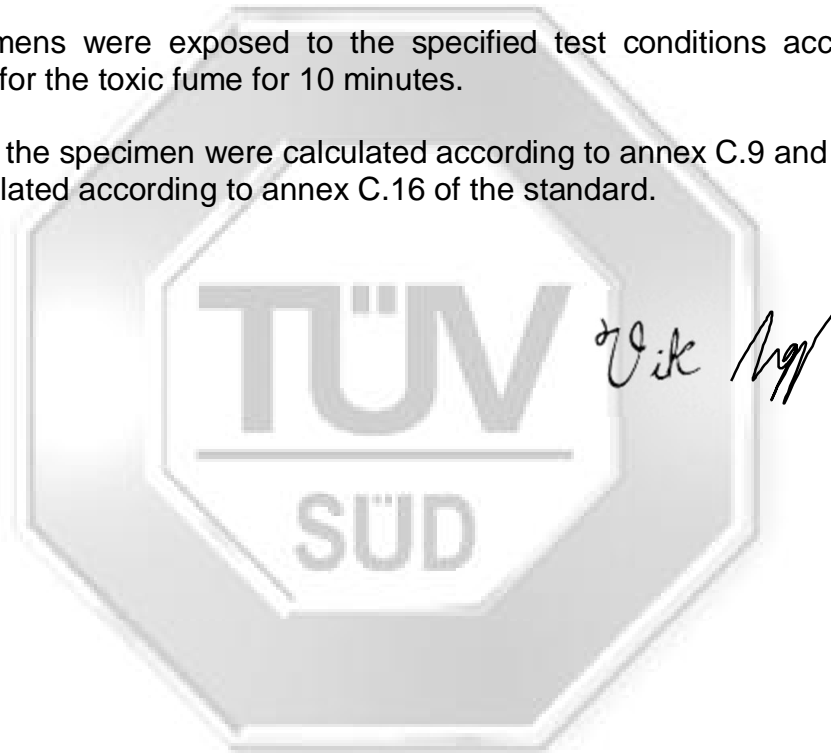 mens were exposed to the specified test conditions acc
for the toxic fume for 10 minutes.
the specimen were calculated according to annex C.9 and
lated according to annex C.16 of the standard.
TÜV
Vik
SÜD